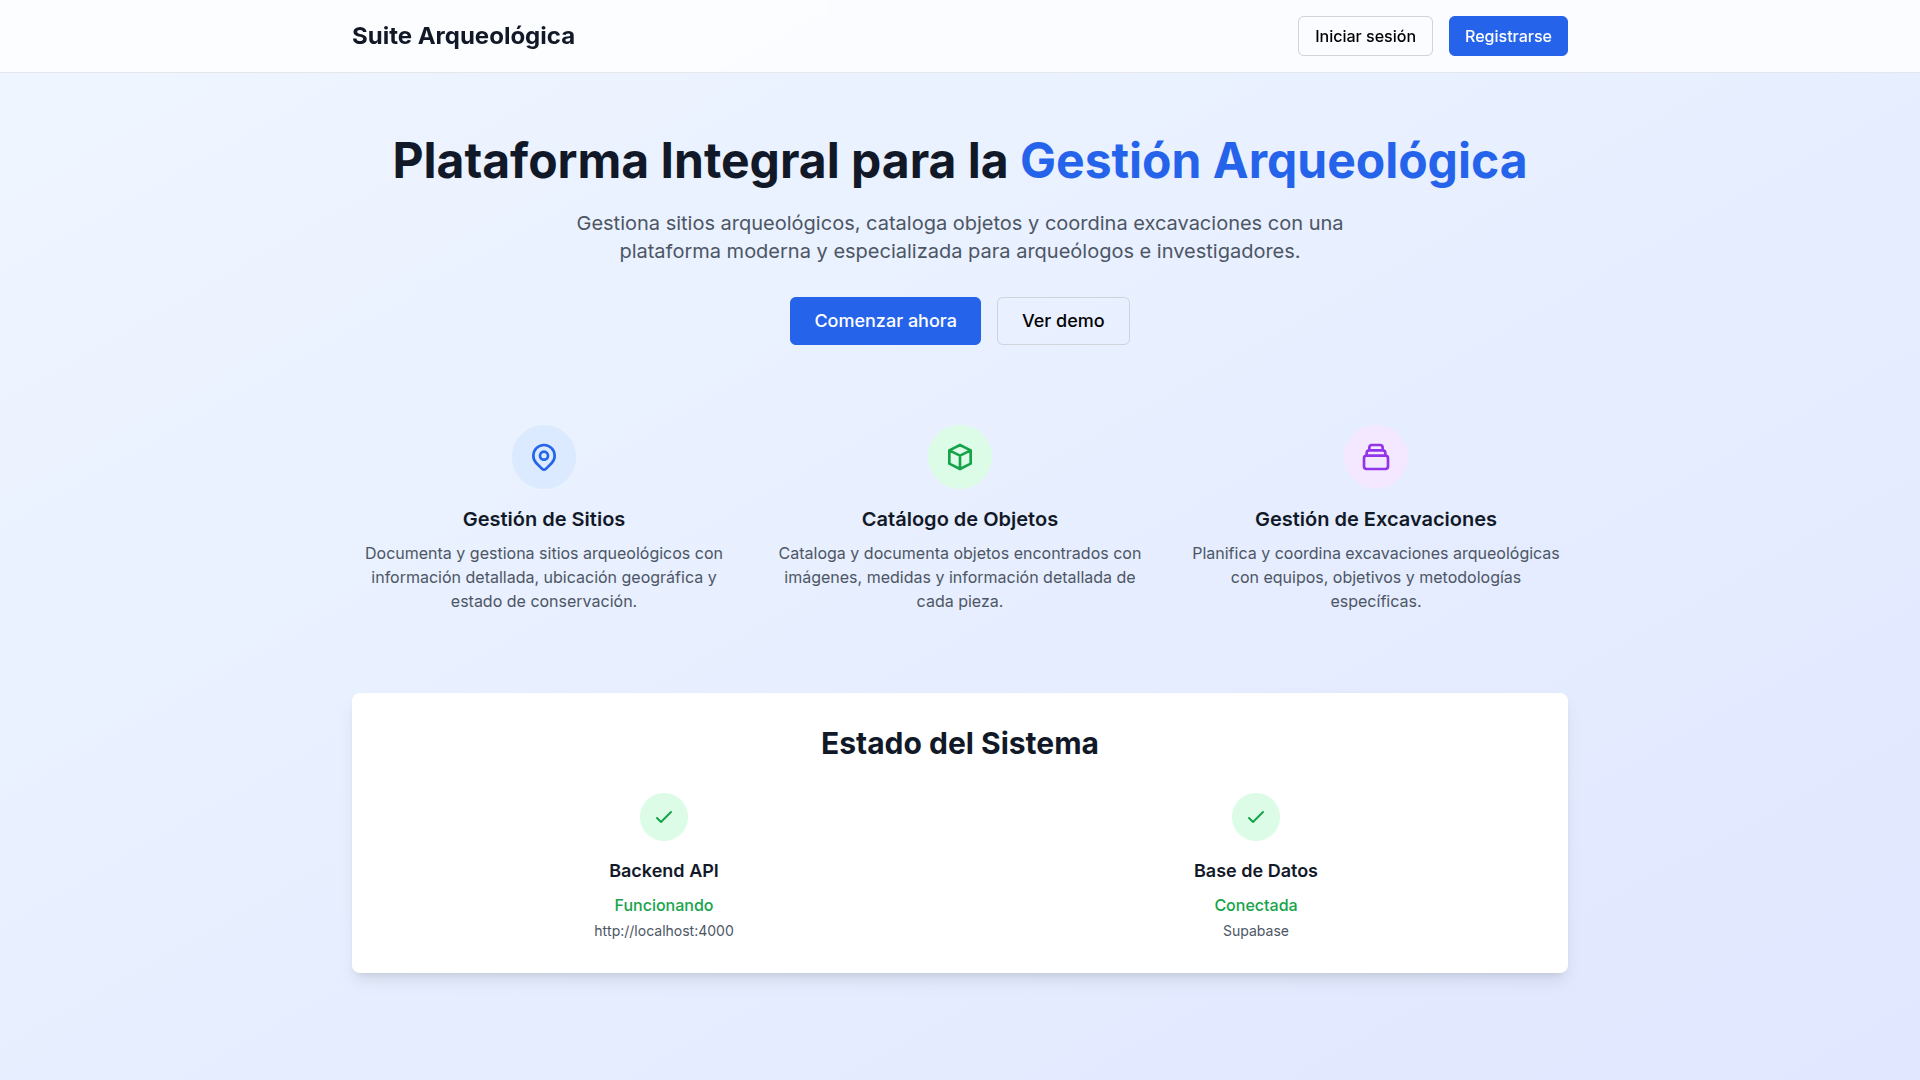 Suite Arqueológica
Iniciar sesión
Registrarse
Plataforma Integral para la Gestión Arqueológica
Gestiona sitios arqueológicos, cataloga objetos y coordina excavaciones con una
plataforma moderna y especializada para arqueólogos e investigadores.
Comenzar ahora
Ver demo
Gestión de Sitios
Documenta y gestiona sitios arqueológicos con
información detallada, ubicación geográfica y
estado de conservación.
Catálogo de Objetos
Cataloga y documenta objetos encontrados con
imágenes, medidas y información detallada de
cada pieza.
Gestión de Excavaciones
Planifica y coordina excavaciones arqueológicas
con equipos, objetivos y metodologías
específicas.
Estado del Sistema
Backend API
Funcionando
http://localhost:4000
Base de Datos
Conectada
Supabase